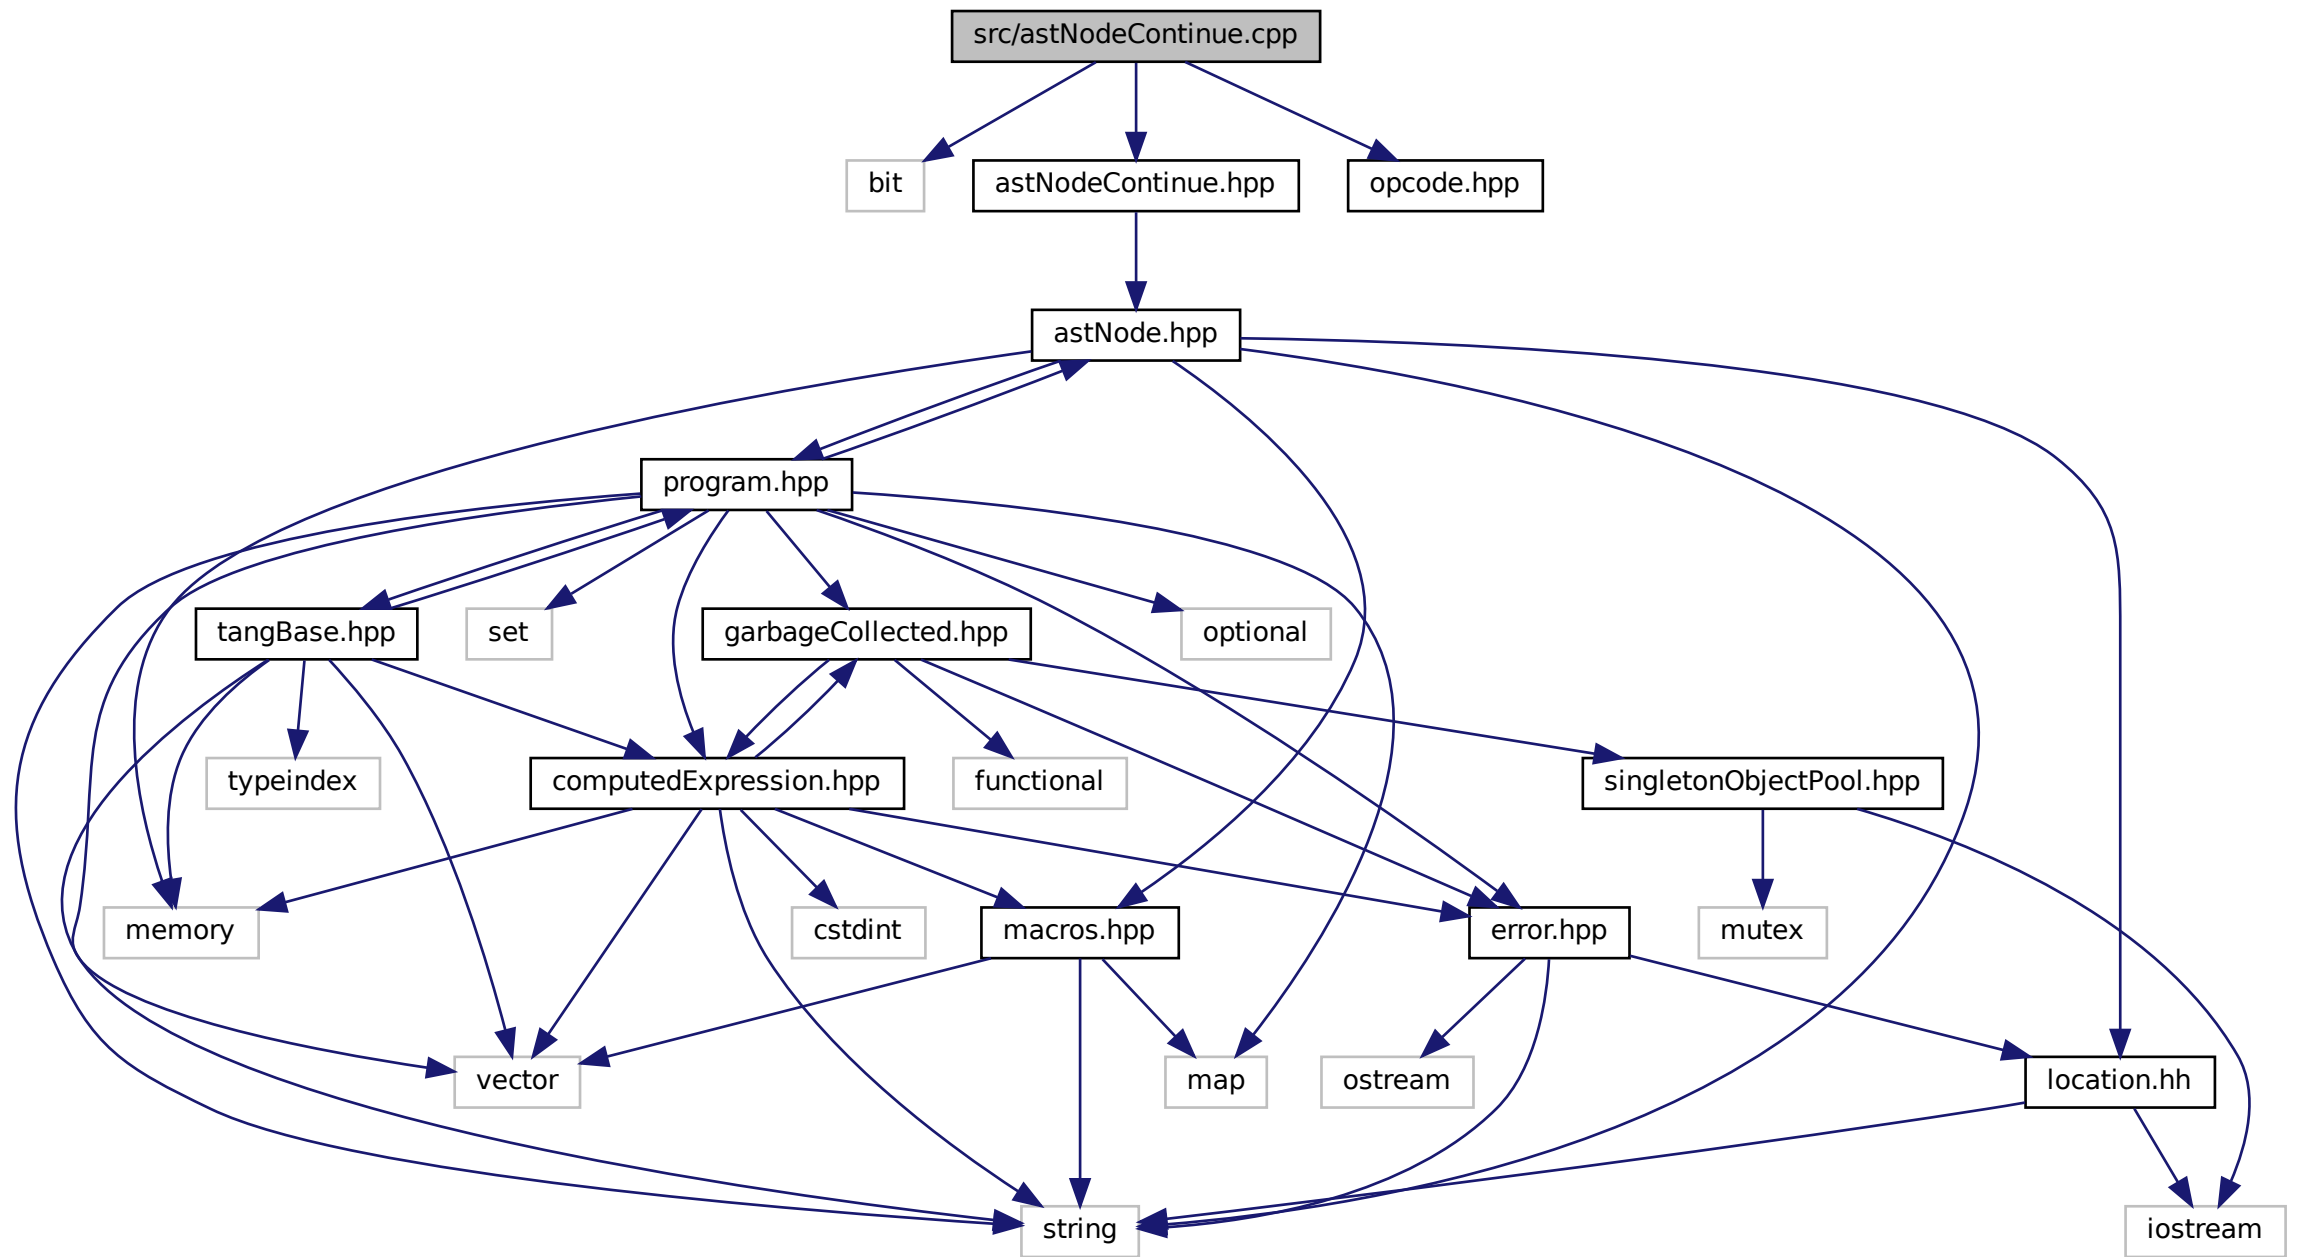 src/astNodeContinue.cpp
bit
astNodeContinue.hpp
opcode.hpp
astNode.hpp
program.hpp
tangBase.hpp
set
garbageCollected.hpp
optional
typeindex
computedExpression.hpp
functional
singletonObjectPool.hpp
memory
cstdint
macros.hpp
error.hpp
mutex
vector
map
ostream
location.hh
string
iostream